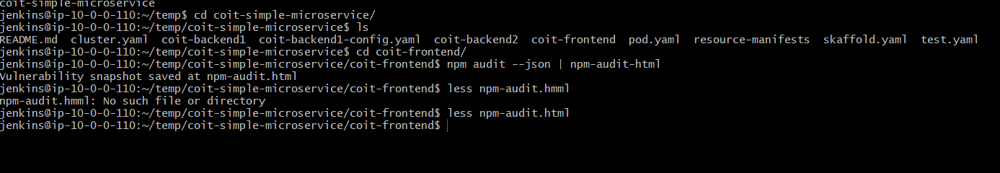 coit-simple-microservice
jenkins@ip-10-0-0-110:~/temp$ cd coit-simple-microservice/
jenkins@ip-10-0-0-110:~/temp/coit-simple-microservice$ ls
README.md  cluster.yaml  coit-backend1  coit-backend1-config.yaml  coit-backend2  coit-frontend  pod.yaml  resource-manifests  skaffold.yaml  test.yaml
jenkins@ip-10-0-0-110:~/temp/coit-simple-microservice$ cd coit-frontend/
jenkins@ip-10-0-0-110:~/temp/coit-simple-microservice/coit-frontend$ npm audit --json | npm-audit-html
Vulnerability snapshot saved at npm-audit.html
jenkins@ip-10-0-0-110:~/temp/coit-simple-microservice/coit-frontend$ less npm-audit.hmml
npm-audit.hmml: No such file or directory
jenkins@ip-10-0-0-110:~/temp/coit-simple-microservice/coit-frontend$ less npm-audit.html
jenkins@ip-10-0-0-110:~/temp/coit-simple-microservice/coit-frontend$